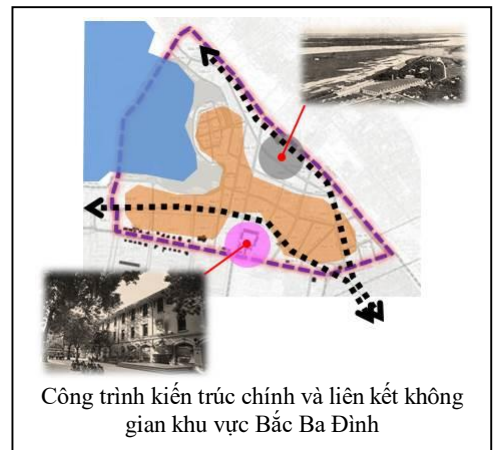 Công trình kiến trúc chính và liên kết không
gian khu vực Bắc Ba Đình